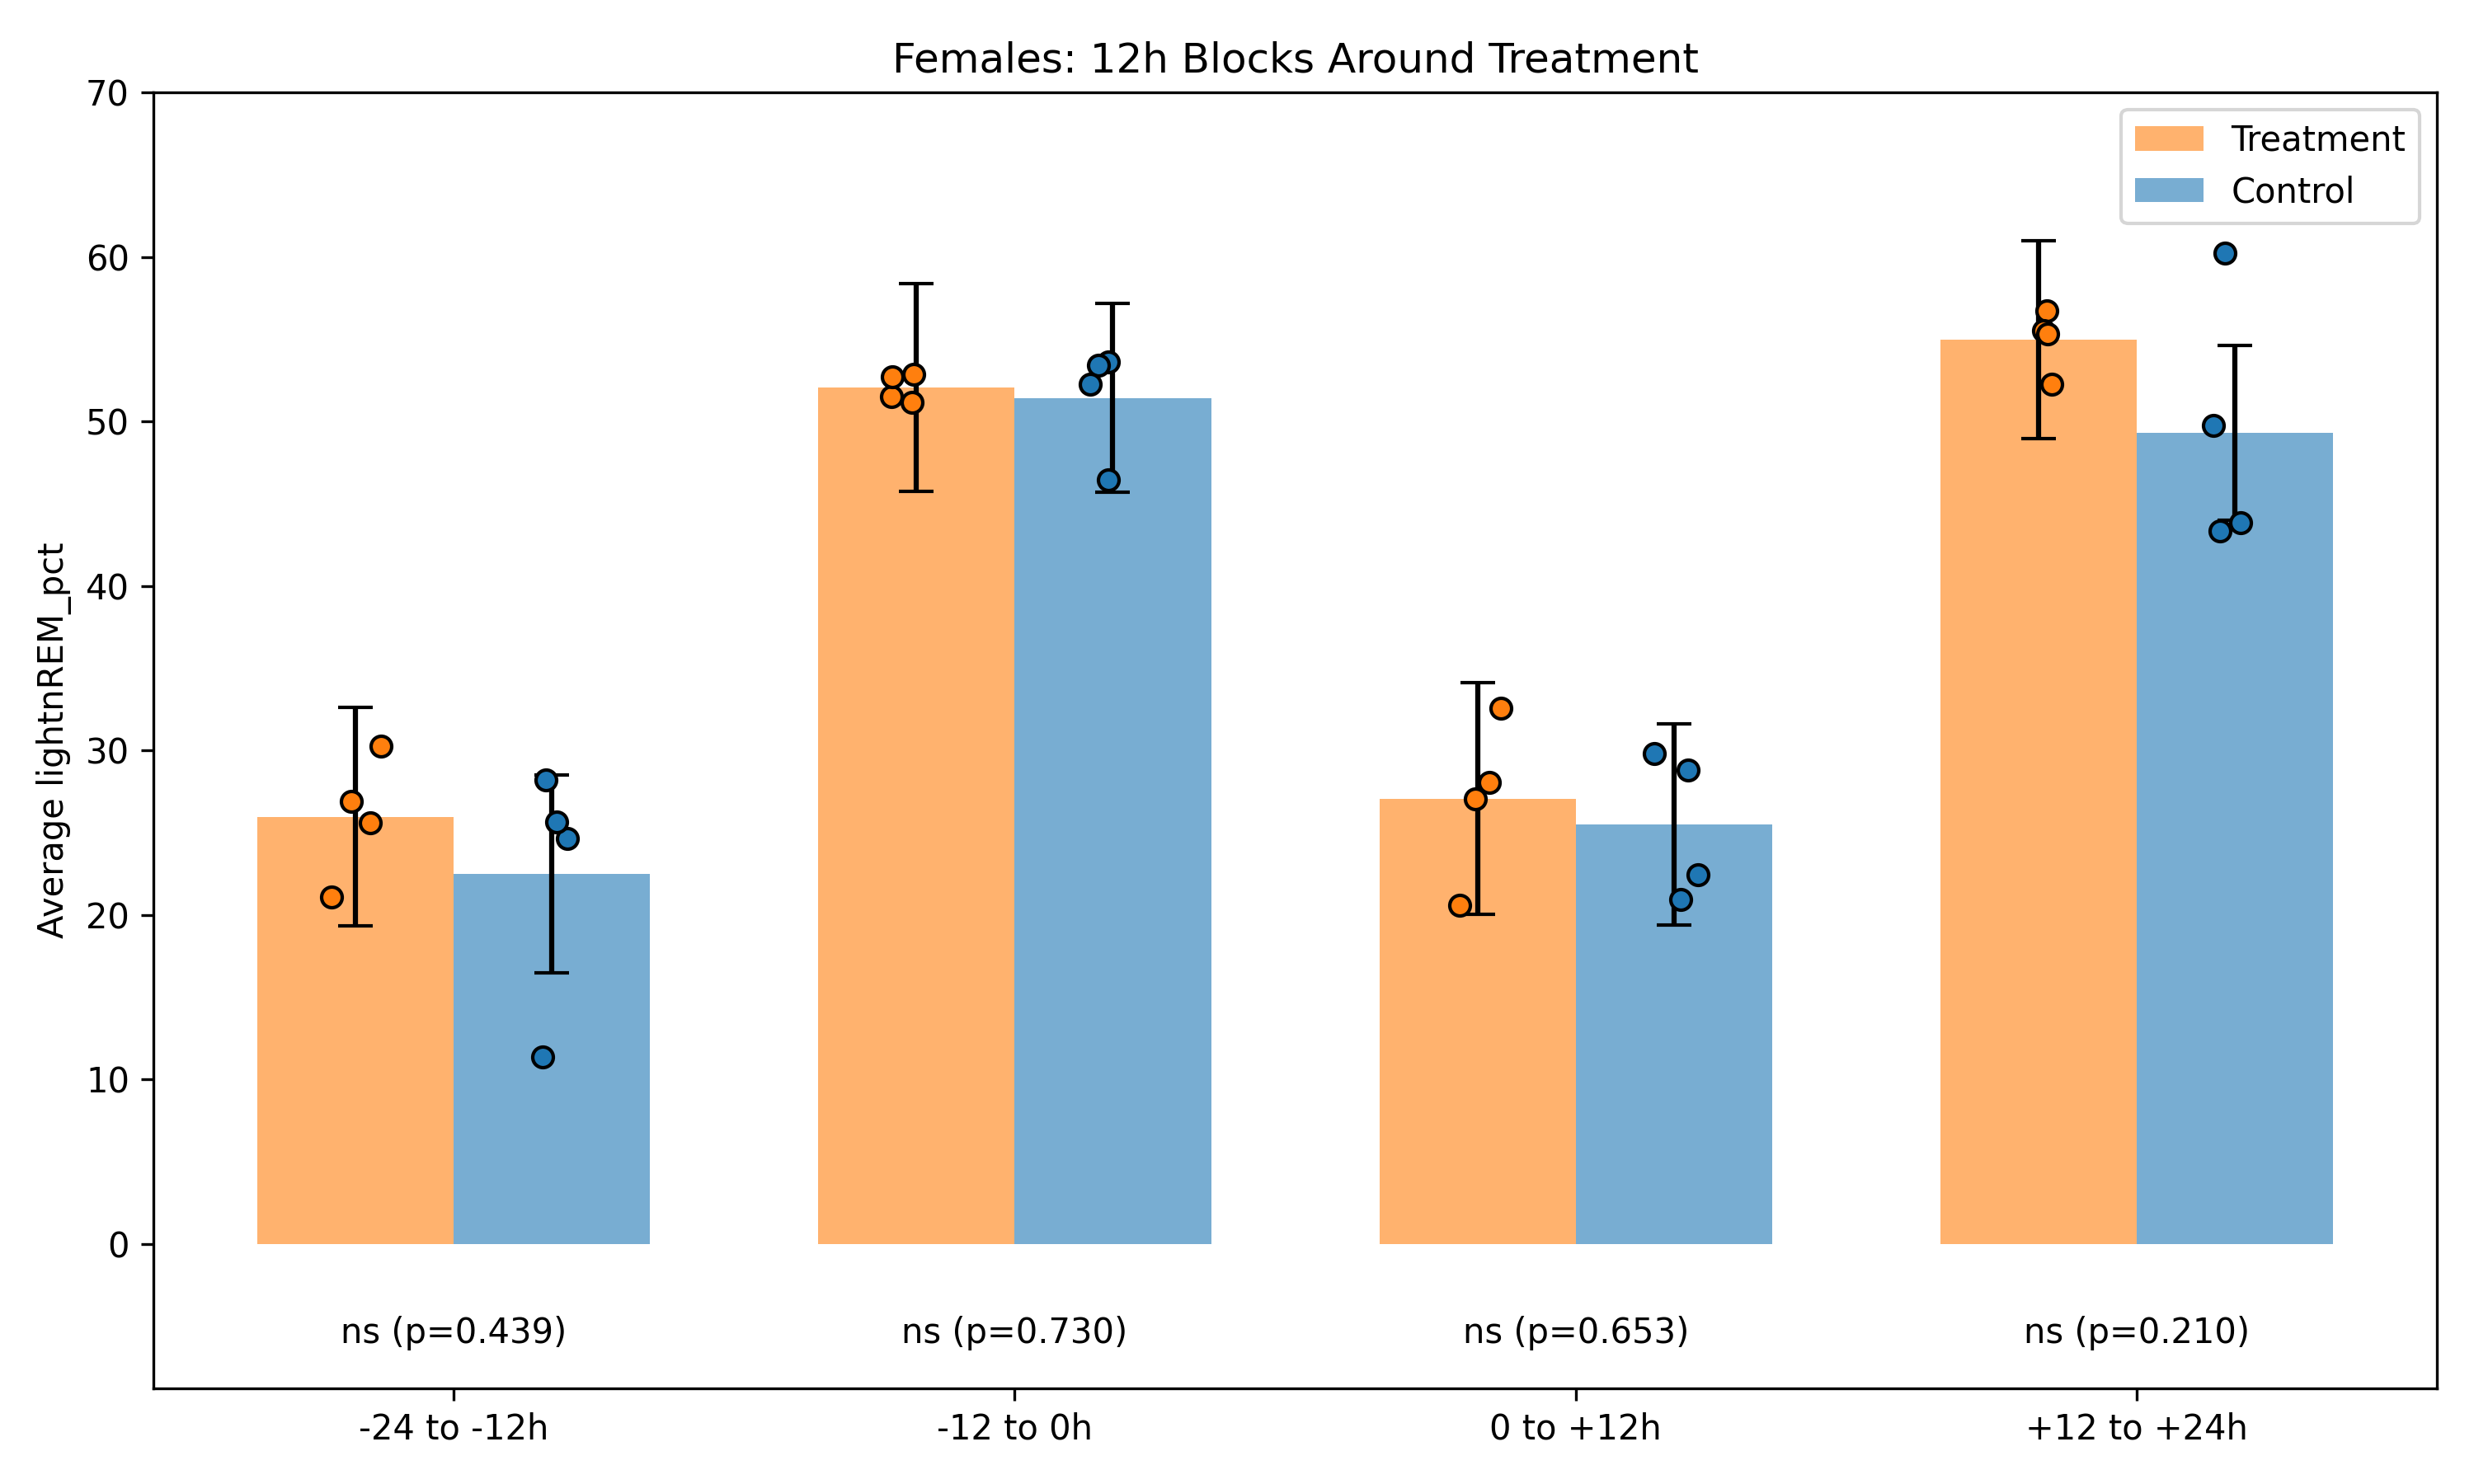 Females: 12h Blocks Around Treatment
Treatment
Control
Average lightnREM_pct
70
60
50
40
30
20
10
0
ns (p=0.439)
ns (p=0.730)
ns (p=0.653)
ns (p=0.210)
-24 to -12h
-12 to 0h
0 to +12h
+12 to +24h